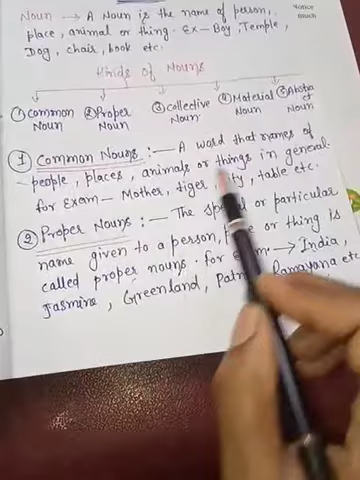 Noun → A Noun is the name of person,
place, animal or thing. Ex- Boy, Temple,
Dog, chair, book etc.
Kinds of Nouns
① Common Noun ② Proper Noun ③ collective Noun ④ Material Noun ⑤ Noun
① Common Nouns :- A word that names of
people, places, animals or things in general.
for Exam- Mother, tiger, table etc.
② Proper Nouns :- The or particular
name given to a person, or thing is
called proper nouns. for → India,
Jasmine, Greenland, Ramayana etc